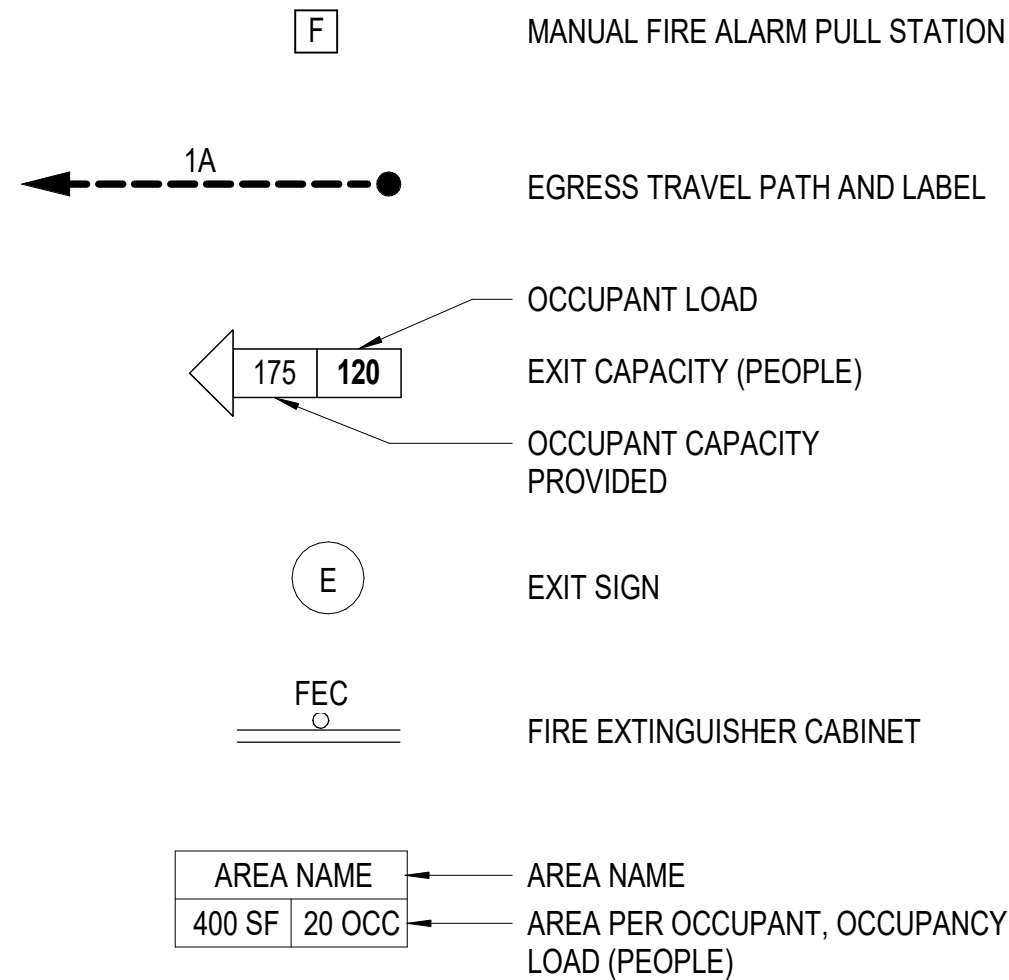 F
MANUAL FIRE ALARM PULL STATION
1A
EGRESS TRAVEL PATH AND LABEL
OCCUPANT LOAD
175 120
EXIT CAPACITY (PEOPLE)
OCCUPANT CAPACITY
PROVIDED
E
EXIT SIGN
FEC
FIRE EXTINGUISHER CABINET
AREA NAME
AREA NAME
400 SF 20 OCC
AREA PER OCCUPANT, OCCUPANCY
LOAD (PEOPLE)